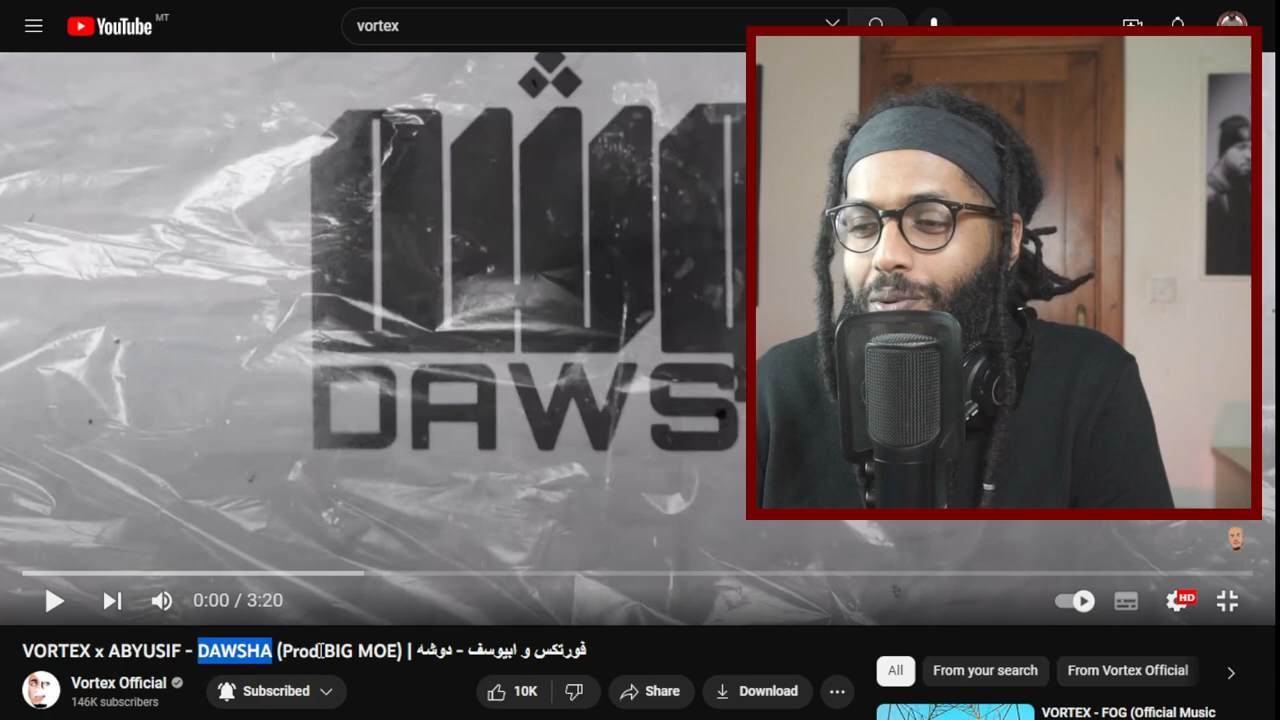 YouTube MT
vortex
DAWS
HD
0:00 / 3:20
VORTEX x ABYUSIF - DAWSHA (Prod BIG MOE) | فورتكس و ابيوسف - دوشه
Vortex Official
146K subscribers
Subscribed
10K
Share
Download
All
From your search
From Vortex Official
VORTEX - FOG (Official Music